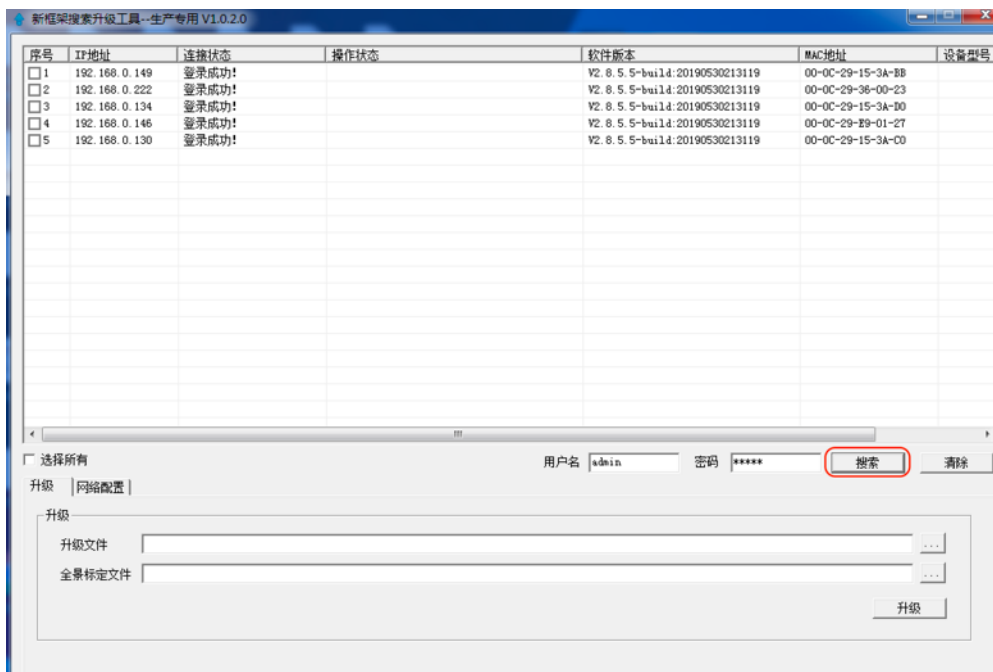 新框架搜索升级工具--生产专用 V1.0.2.0
序号 IP地址 连接状态 操作状态 软件版本 MAC地址 设备型号
1 192.168.0.149 登录成功! V2.8.5.5-build:20190530213119 00-0C-29-15-3A-BB
2 192.168.0.222 登录成功! V2.8.5.5-build:20190530213119 00-0C-29-36-00-23
3 192.168.0.134 登录成功! V2.8.5.5-build:20190530213119 00-0C-29-15-3A-D0
4 192.168.0.146 登录成功! V2.8.5.5-build:20190530213119 00-0C-29-E9-01-27
5 192.168.0.130 登录成功! V2.8.5.5-build:20190530213119 00-0C-29-15-3A-C0
选择所有 用户名 admin 密码 ***** 搜索 清除
升级 网络配置
升级
升级文件 ...
全景标定文件 ...
升级